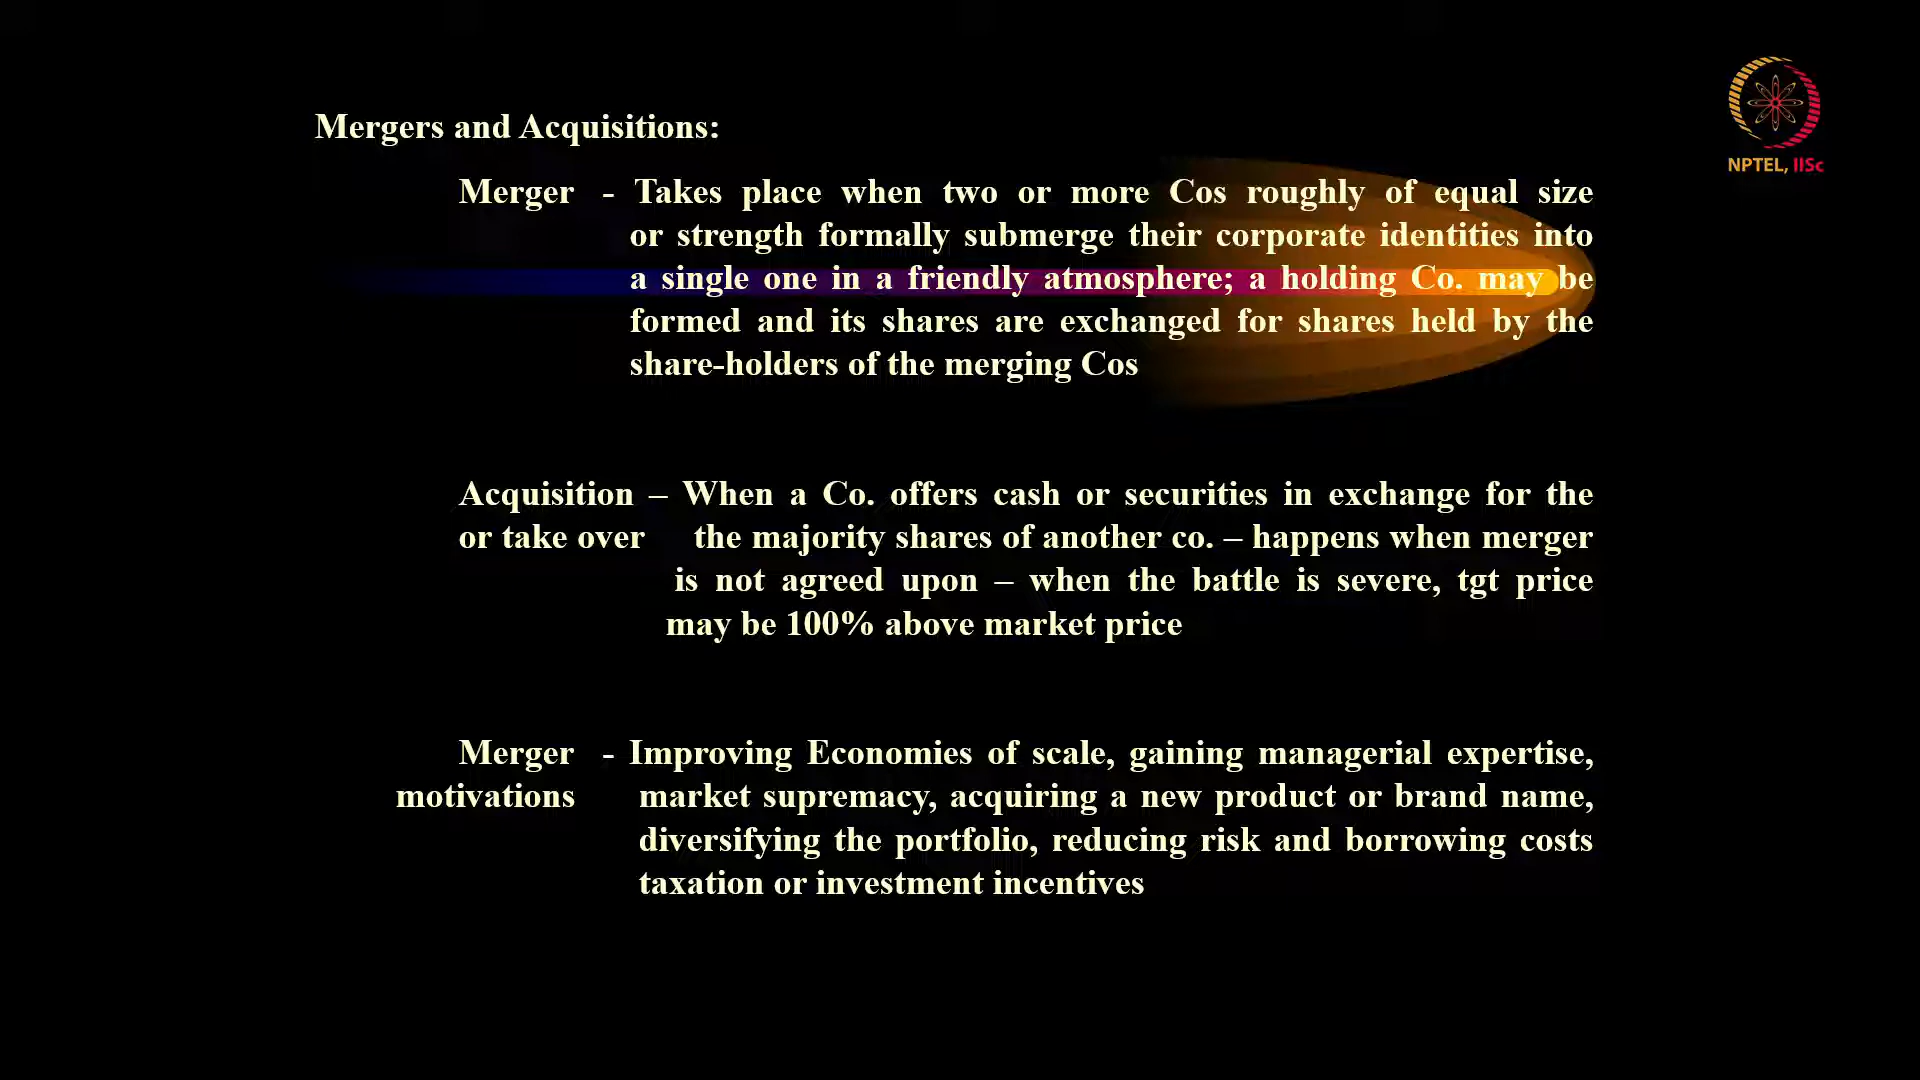 Mergers and Acquisitions:
Merger - Takes place when two or more Cos roughly of equal size
or strength formally submerge their corporate identities into
a single one in a friendly atmosphere; a holding Co. may be
formed and its shares are exchanged for shares held by the
share-holders of the merging Cos
Acquisition – When a Co. offers cash or securities in exchange for the
or take over the majority shares of another co. – happens when merger
is not agreed upon – when the battle is severe, tgt price
may be 100% above market price
Merger - Improving Economies of scale, gaining managerial expertise,
motivations market supremacy, acquiring a new product or brand name,
diversifying the portfolio, reducing risk and borrowing costs
taxation or investment incentives
NPTEL, IISc